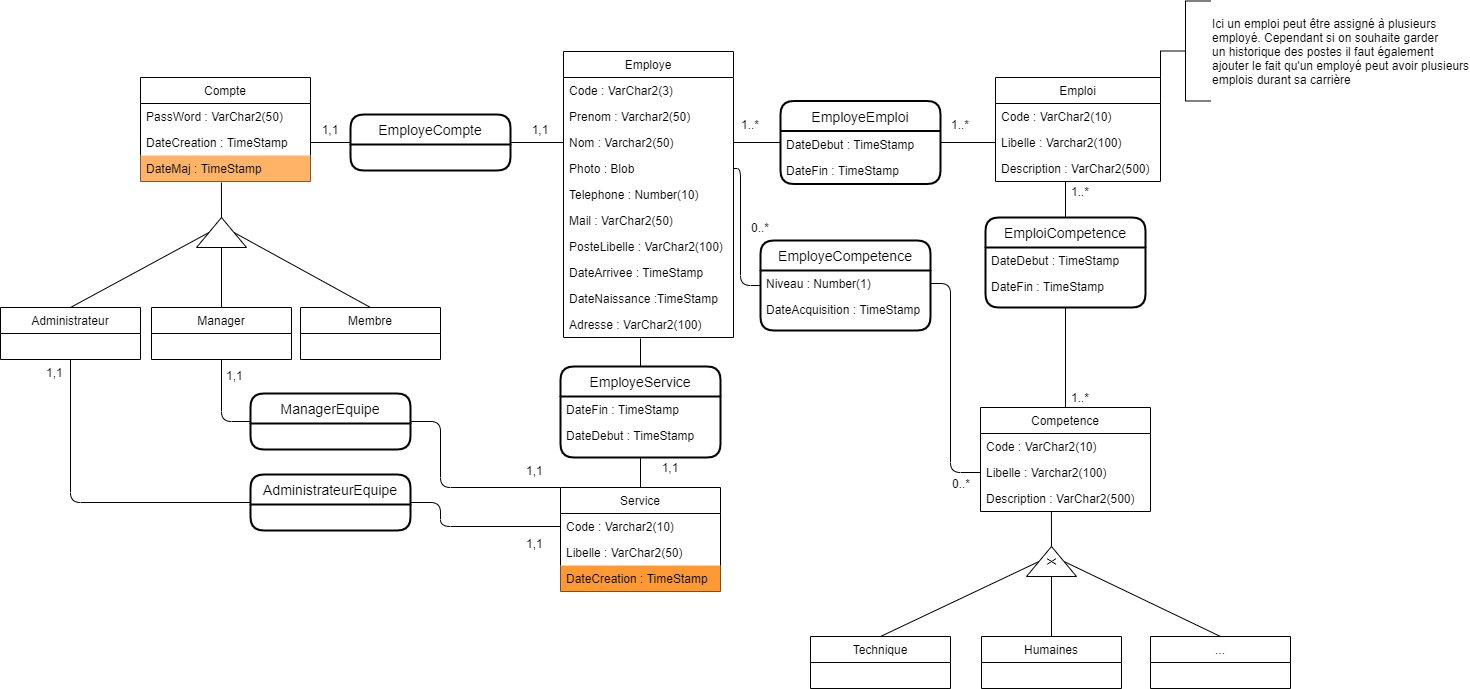 Ici un emploi peut être assigné à plusieurs
employé. Cependant si on souhaite garder
un historique des postes il faut également
ajouter le fait qu'un employé peut avoir plusieurs
emplois durant sa carrière
Compte
PassWord : VarChar2(50)
DateCreation : TimeStamp
DateMaj : TimeStamp
1,1
EmployeCompte
1,1
Employe
Code : VarChar2(3)
Prenom : Varchar2(50)
Nom : Varchar2(50)
Photo : Blob
Telephone : Number(10)
Mail : VarChar2(50)
PosteLibelle : VarChar2(100)
DateArrivee : TimeStamp
DateNaissance :TimeStamp
Adresse : VarChar2(100)
1..*
EmployeEmploi
DateDebut : TimeStamp
DateFin : TimeStamp
1..*
Emploi
Code : VarChar2(10)
Libelle : Varchar2(100)
Description : VarChar2(500)
1..*
EmploiCompetence
DateDebut : TimeStamp
DateFin : TimeStamp
1..*
0..*
EmployeCompetence
Niveau : Number(1)
DateAcquisition : TimeStamp
0..*
Administrateur
Manager
Membre
1,1
1,1
ManagerEquipe
1,1
AdministrateurEquipe
1,1
EmployeService
DateFin : TimeStamp
DateDebut : TimeStamp
1,1
Service
Code : Varchar2(10)
Libelle : VarChar2(50)
DateCreation : TimeStamp
Competence
Code : VarChar2(10)
Libelle : Varchar2(100)
Description : VarChar2(500)
X
Technique
Humaines
...